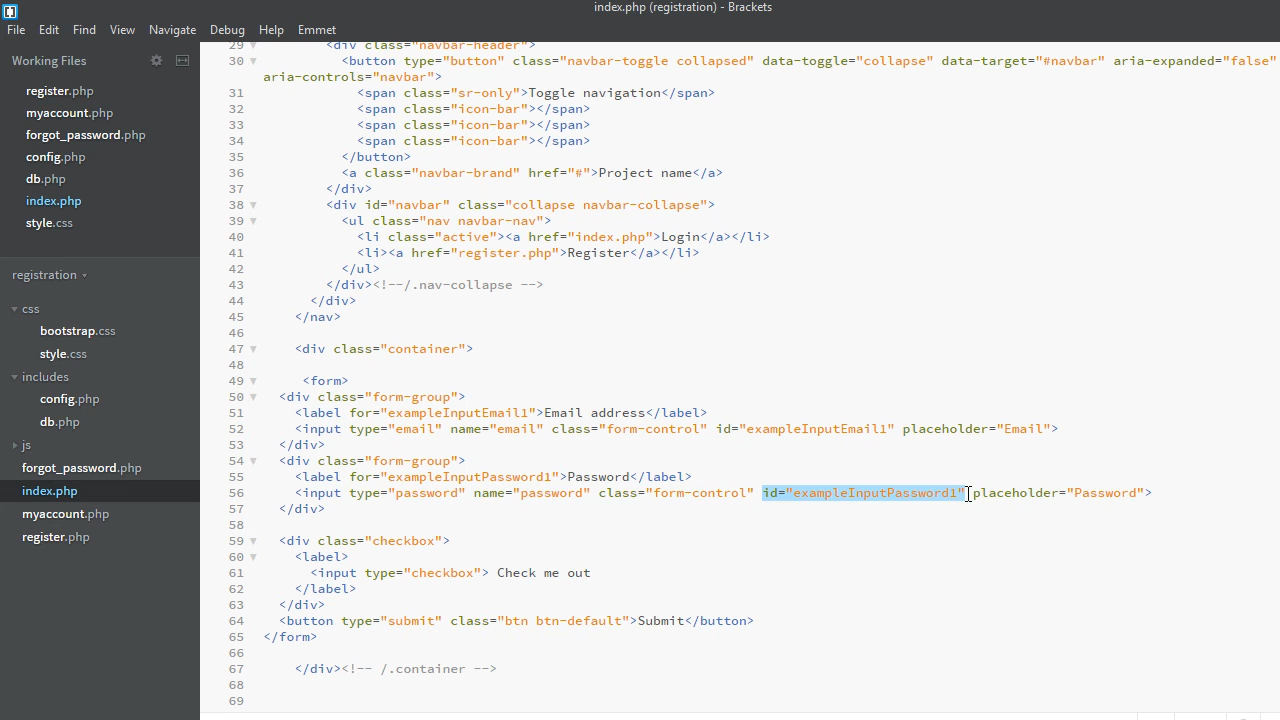 index.php (registration) - Brackets
File Edit Find View Navigate Debug Help Emmet
Working Files
register.php
myaccount.php
forgot_password.php
config.php
db.php
index.php
style.css
registration
css
bootstrap.css
style.css
includes
config.php
db.php
js
forgot_password.php
index.php
myaccount.php
register.php
29 <div class="navbar-header">
30 <button type="button" class="navbar-toggle collapsed" data-toggle="collapse" data-target="#navbar" aria-expanded="false"
aria-controls="navbar">
31 <span class="sr-only">Toggle navigation</span>
32 <span class="icon-bar"></span>
33 <span class="icon-bar"></span>
34 <span class="icon-bar"></span>
35 </button>
36 <a class="navbar-brand" href="#">Project name</a>
37 </div>
38 <div id="navbar" class="collapse navbar-collapse">
39 <ul class="nav navbar-nav">
40 <li class="active"><a href="index.php">Login</a></li>
41 <li><a href="register.php">Register</a></li>
42 </ul>
43 </div><!--/.nav-collapse -->
44 </div>
45 </nav>
46
47 <div class="container">
48
49 <form>
50 <div class="form-group">
51 <label for="exampleInputEmail1">Email address</label>
52 <input type="email" name="email" class="form-control" id="exampleInputEmail1" placeholder="Email">
53 </div>
54 <div class="form-group">
55 <label for="exampleInputPassword1">Password</label>
56 <input type="password" name="password" class="form-control" id="exampleInputPassword1" placeholder="Password">
57 </div>
58
59 <div class="checkbox">
60 <label>
61 <input type="checkbox"> Check me out
62 </label>
63 </div>
64 <button type="submit" class="btn btn-default">Submit</button>
65 </form>
66
67 </div><!-- /.container -->
68
69